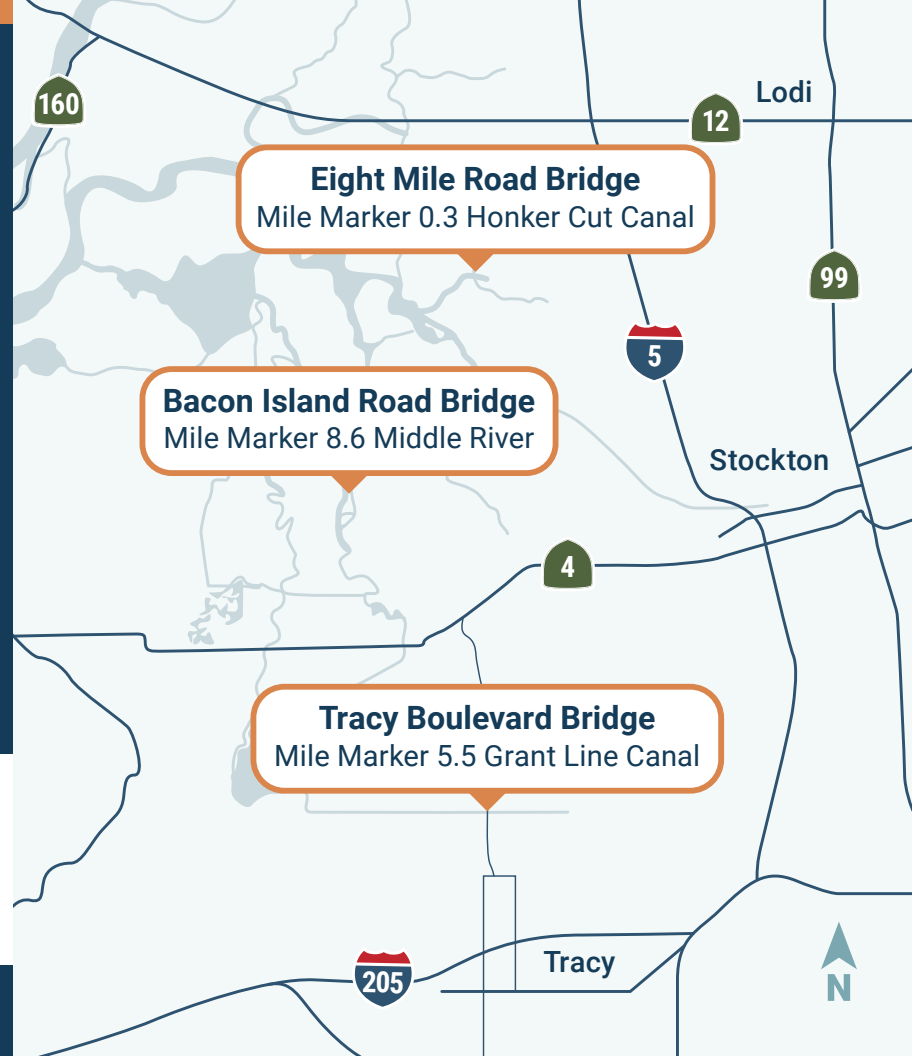 Lodi
160
12
Eight Mile Road Bridge
Mile Marker 0.3 Honker Cut Canal
99
5
Bacon Island Road Bridge
Mile Marker 8.6 Middle River
Stockton
4
Tracy Boulevard Bridge
Mile Marker 5.5 Grant Line Canal
Tracy
205
N